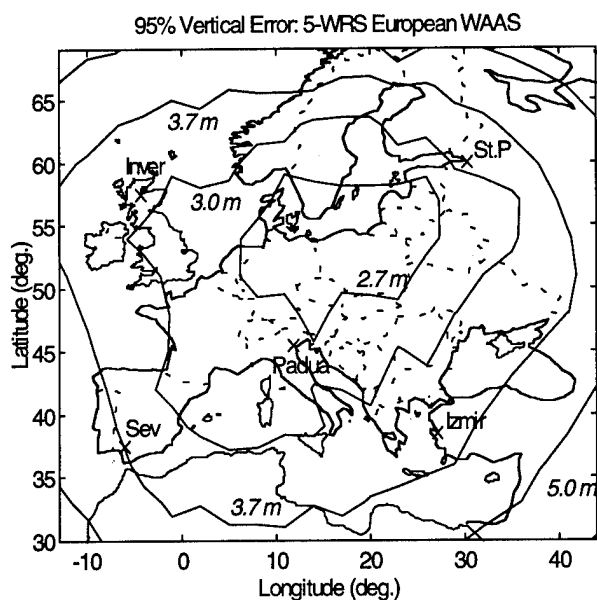 95% Vertical Error: 5-WRS European WAAS
65
60
55
50
45
40
35
30
Latitude (deg.)
3.7 m
Inver
St.P
3.0 m
2.7 m
Padua
Sev
Izmir
3.7 m
5.0 m
-10 0 10 20 30 40
Longitude (deg.)